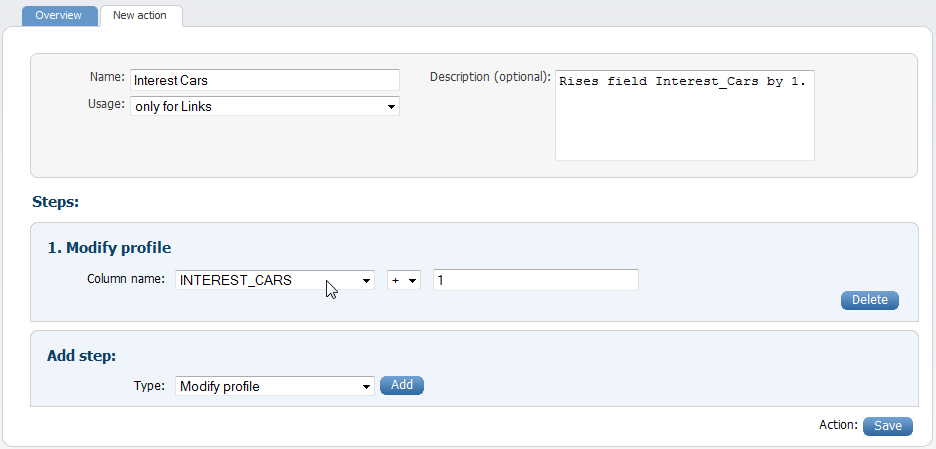 Overview New action
Name: Interest Cars Description (optional): Rises field Interest_Cars by 1.
Usage: only for Links
Steps:
1. Modify profile
Column name: INTEREST_CARS + 1
Delete
Add step:
Type: Modify profile Add
Action: Save